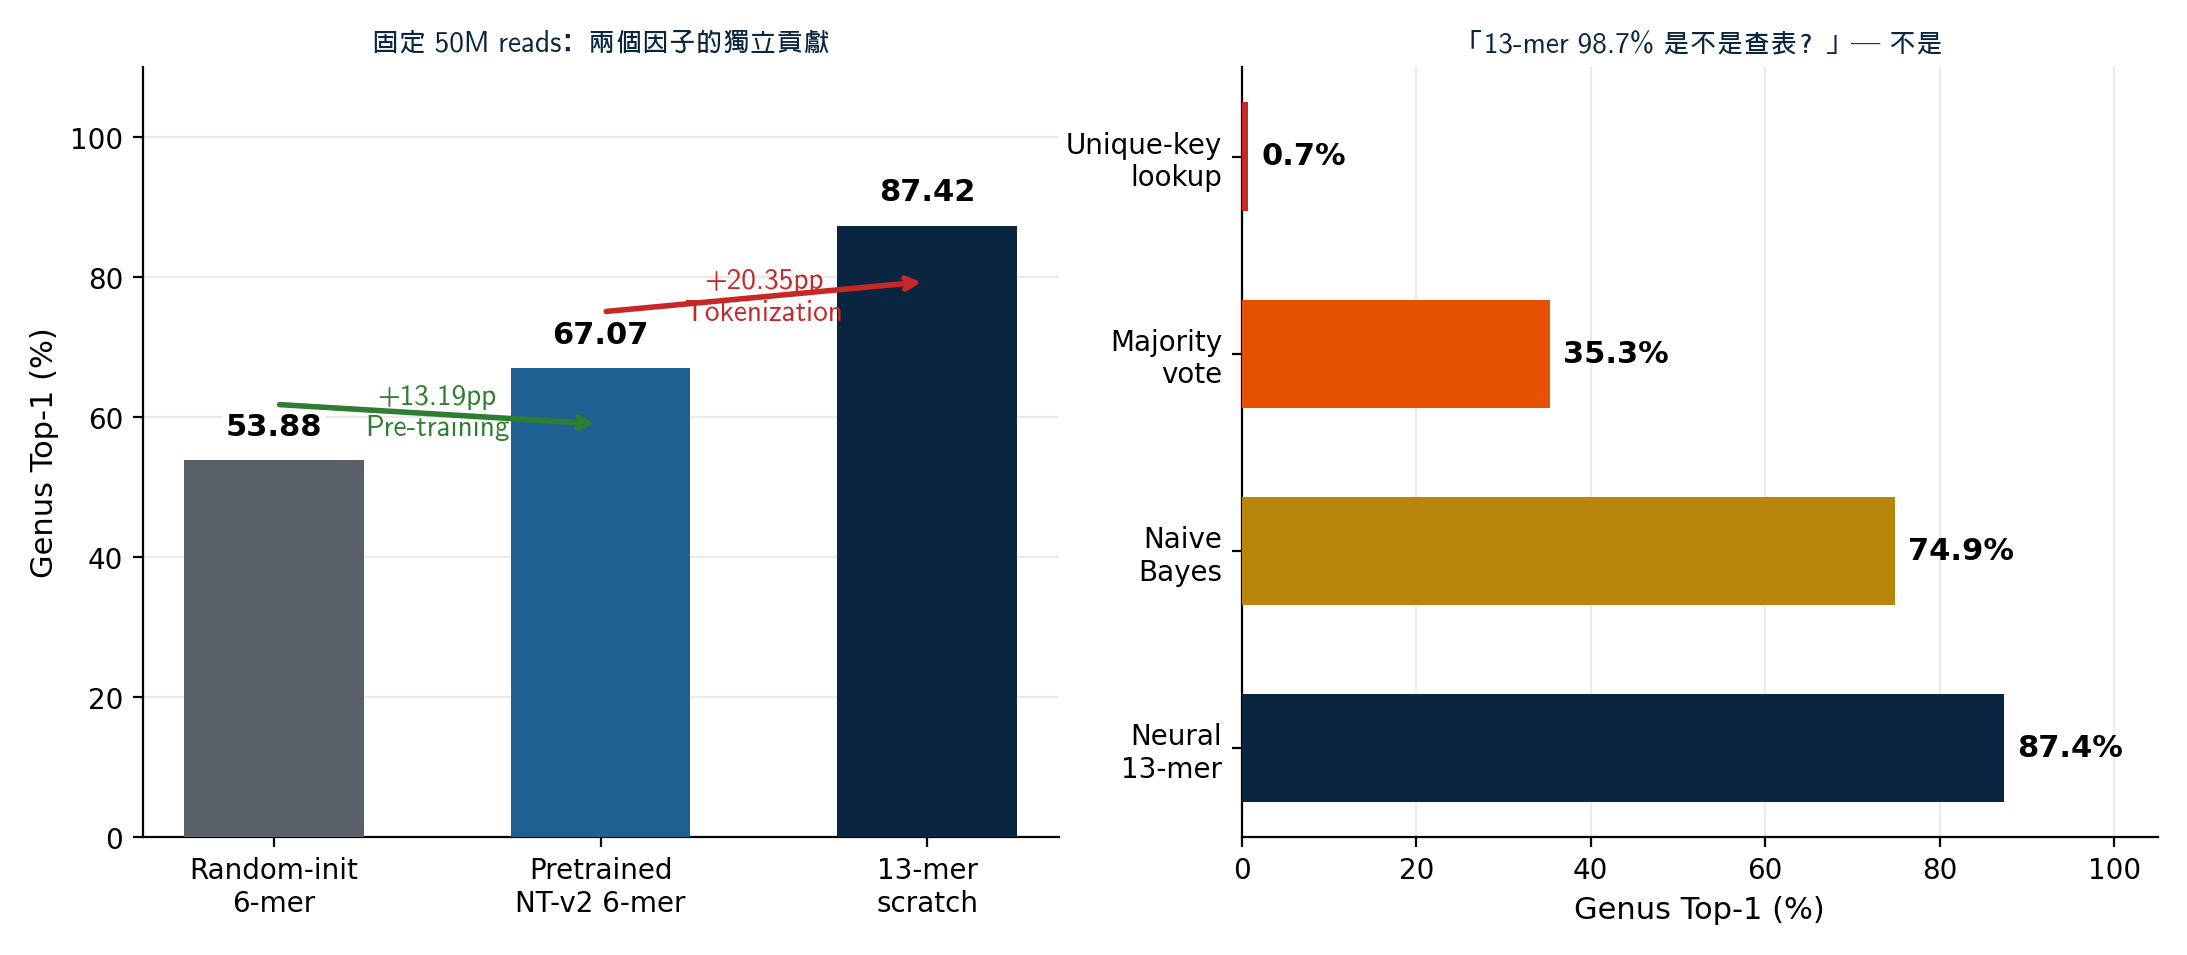 固定 50M reads：兩個因子的獨立貢獻
Genus Top-1 (%)
100
80
60
40
20
0
53.88
67.07
87.42
+13.19pp
Pre-training
+20.35pp
Tokenization
Random-init
6-mer
Pretrained
NT-v2 6-mer
13-mer
scratch
「13-mer 98.7% 是不是查表？」— 不是
Unique-key
lookup
0.7%
Majority
vote
35.3%
Naive
Bayes
74.9%
Neural
13-mer
87.4%
0
20
40
60
80
100
Genus Top-1 (%)